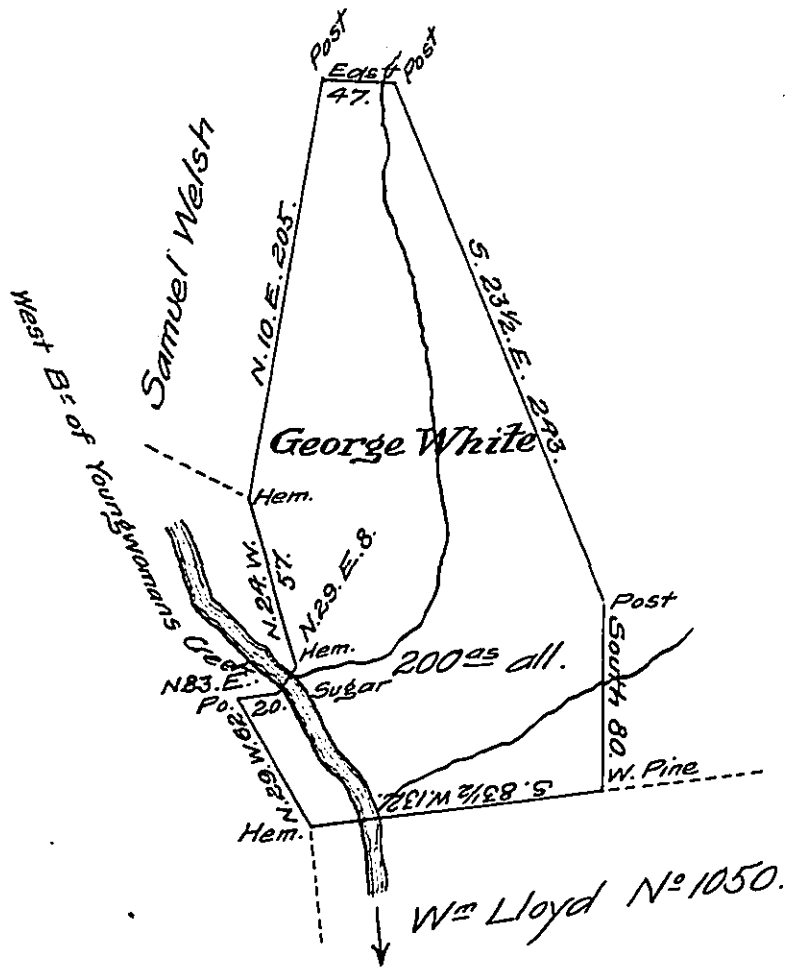 Post
Post
East
47.
Samuel Welsh
N.10.E. 205.
S. 23½. E. 243.
West Br of Youngwomans Creek
George White
Hem.
N.24.W.
57.
N.29.E.8.
Hem.
Post
200as all.
N.83.E.
Sugar
Po.
20.
South 80.
N.29.W.62
W. Pine
S.83½ W.132.
Hem.
Wm Lloyd No 1050.